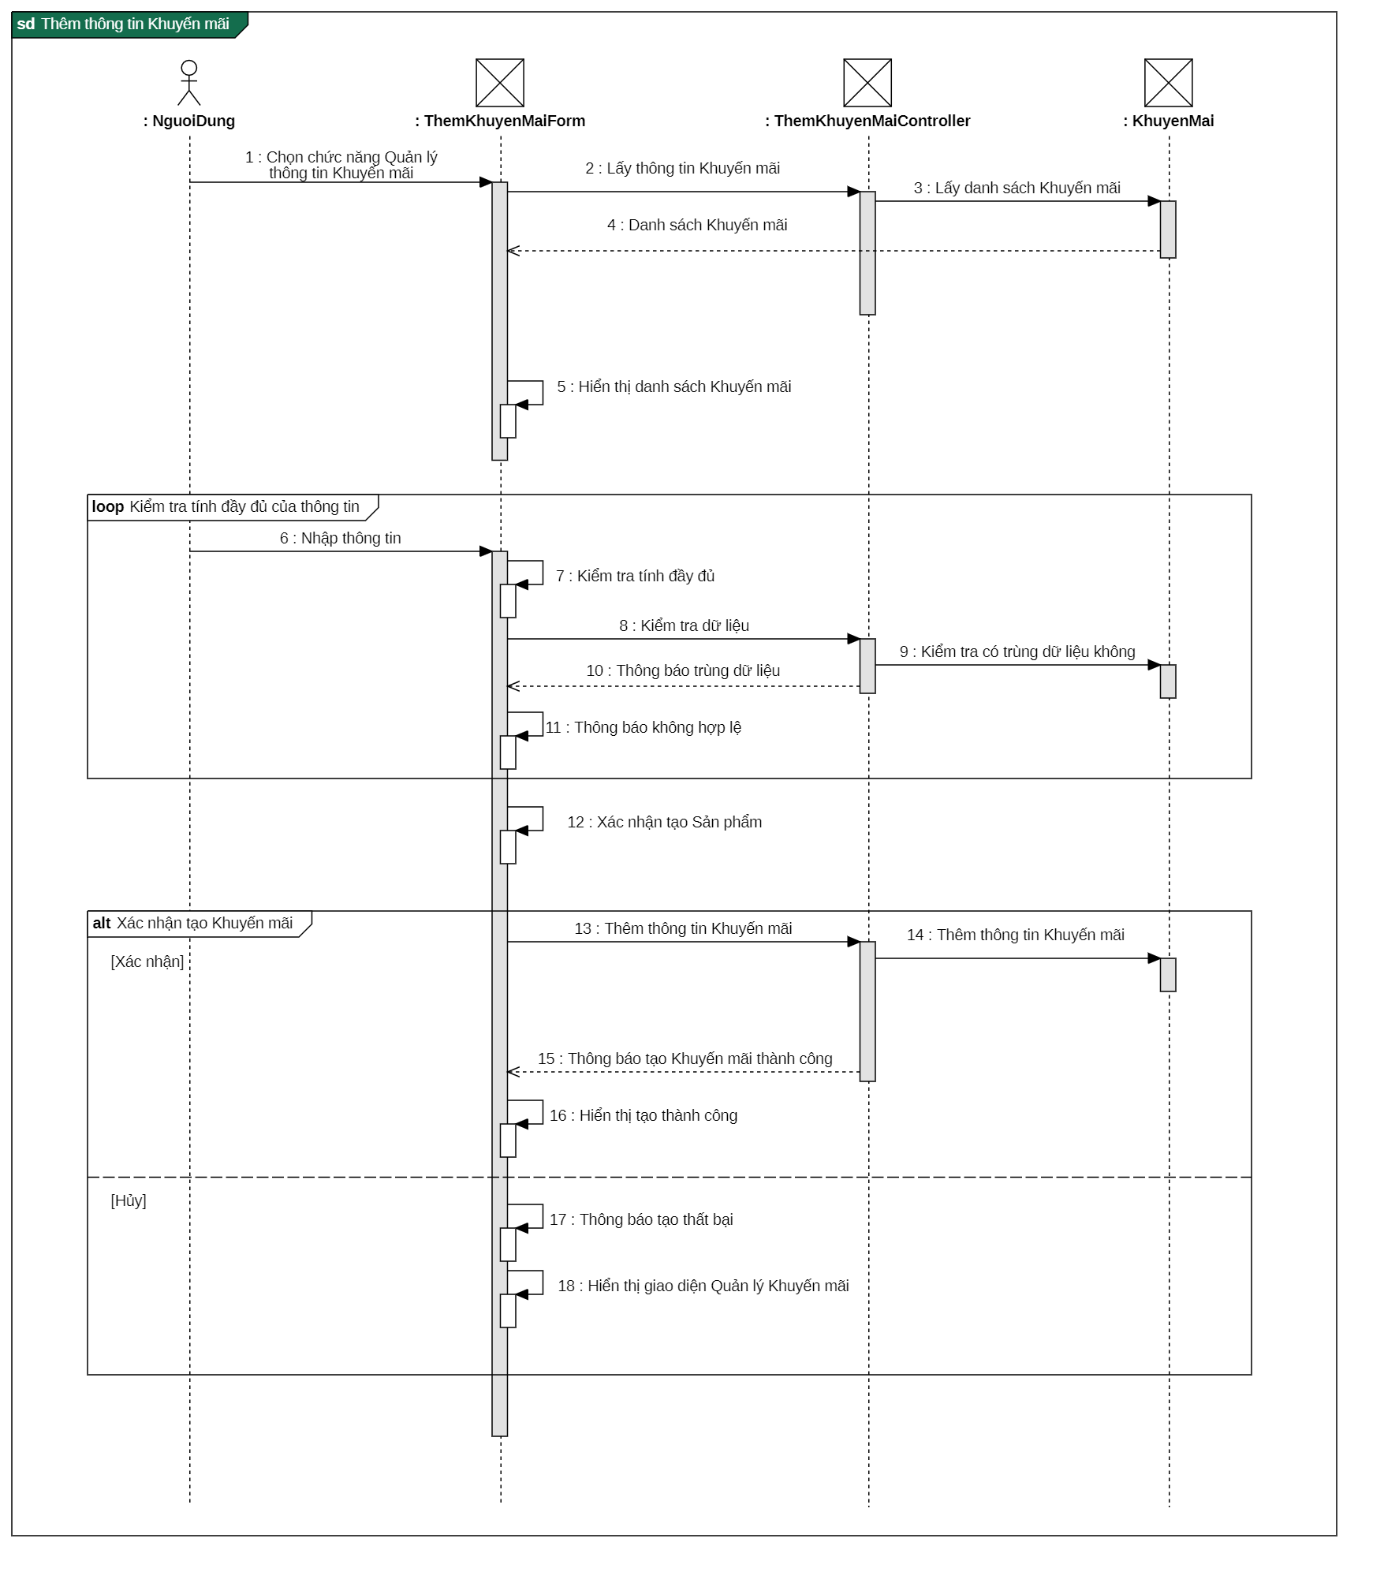 sd Thêm thông tin Khuyến mãi
: NguoiDung
: ThemKhuyenMaiForm
: ThemKhuyenMaiController
: KhuyenMai
1 : Chọn chức năng Quản lý
thông tin Khuyến mãi
2 : Lấy thông tin Khuyến mãi
3 : Lấy danh sách Khuyến mãi
4 : Danh sách Khuyến mãi
5 : Hiển thị danh sách Khuyến mãi
loop Kiểm tra tính đầy đủ của thông tin
6 : Nhập thông tin
7 : Kiểm tra tính đầy đủ
8 : Kiểm tra dữ liệu
9 : Kiểm tra có trùng dữ liệu không
10 : Thông báo trùng dữ liệu
11 : Thông báo không hợp lệ
12 : Xác nhận tạo Sản phẩm
alt Xác nhận tạo Khuyến mãi
13 : Thêm thông tin Khuyến mãi
14 : Thêm thông tin Khuyến mãi
[Xác nhận]
15 : Thông báo tạo Khuyến mãi thành công
16 : Hiển thị tạo thành công
[Hủy]
17 : Thông báo tạo thất bại
18 : Hiển thị giao diện Quản lý Khuyến mãi